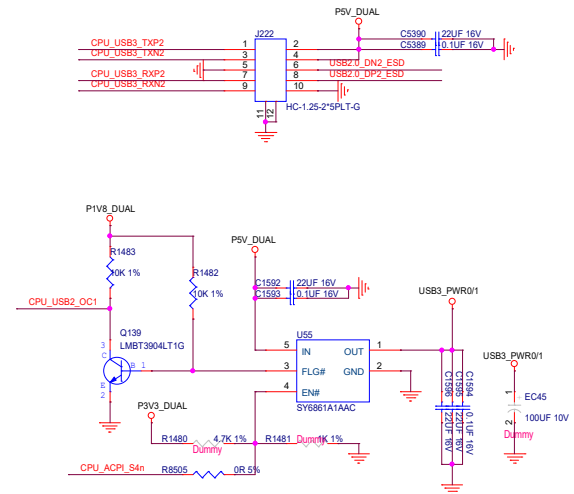 P5V_DUAL
J222
C5390 22UF 16V
C5389 0.1UF 16V
CPU_USB3_TXP2 1 2
CPU_USB3_TXN2 3 4
5 6 USB2.0_DN2_ESD
CPU_USB3_RXP2 7 8 USB2.0_DP2_ESD
CPU_USB3_RXN2 9 10
HC-1.25-2*5PLT-G
11 12
P1V8_DUAL
P5V_DUAL
R1483
10K 1%
R1482
10K 1%
C1592 22UF 16V
C1593 0.1UF 16V
USB3_PWR0/1
CPU_USB2_OC1
Q139
LMBT3904LT1G
3 C
B 1
E 2
U55
5 IN OUT 1
3 FLG# GND 2
4 EN#
SY6861A1AAC
C1596 22UF 16V
C1595 22UF 16V
C1594 0.1UF 16V
USB3_PWR0/1
1
EC45
100UF 10V
2
Dummy
P3V3_DUAL
R1480 4.7K 1%
Dummy
R1481 1K 1%
Dummy
CPU_ACPI_S4n R8505 0R 5%